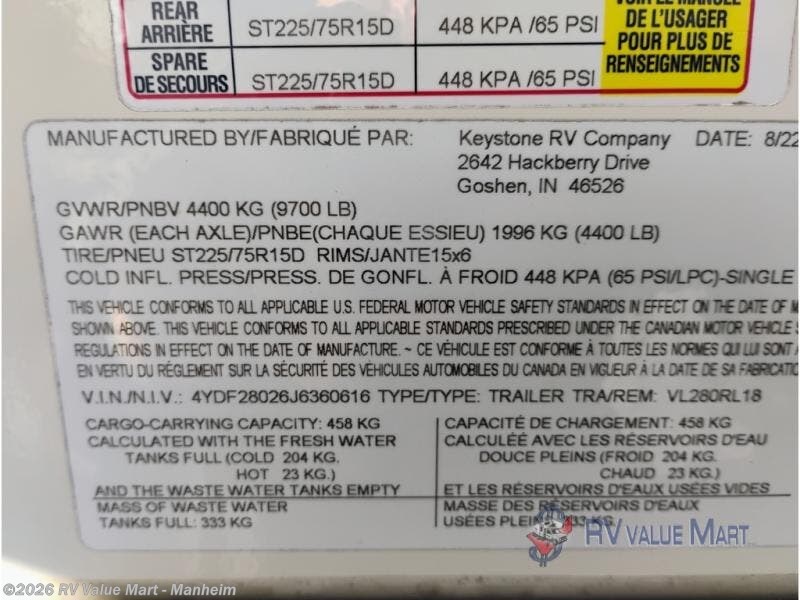 REAR
ARRIÈRE
ST225/75R15D
448 KPA /65 PSI
VOIR LE MANUEL
DE L'USAGER
POUR PLUS DE
RENSEIGNEMENTS
SPARE
DE SECOURS
ST225/75R15D
448 KPA /65 PSI
MANUFACTURED BY/FABRIQUÉ PAR: Keystone RV Company DATE: 8/22
2642 Hackberry Drive
Goshen, IN 46526
GVWR/PNBV 4400 KG (9700 LB)
GAWR (EACH AXLE)/PNBE(CHAQUE ESSIEU) 1996 KG (4400 LB)
TIRE/PNEU ST225/75R15D RIMS/JANTE15x6
COLD INFL. PRESS/PRESS. DE GONFL. À FROID 448 KPA (65 PSI/LPC)-SINGLE
THIS VEHICLE CONFORMS TO ALL APPLICABLE U.S. FEDERAL MOTOR VEHICLE SAFETY STANDARDS IN EFFECT ON THE DATE OF
SHOWN ABOVE. THIS VEHICLE CONFORMS TO ALL APPLICABLE STANDARDS PRESCRIBED UNDER THE CANADIAN MOTOR VEHICLE
REGULATIONS IN EFFECT ON THE DATE OF MANUFACTURE. ~ CE VÉHICULE EST CONFORME À TOUTES LES NORMES QUI LUI SONT
EN VERTU DU RÉGLEMENT SUR LA SÉCURITÉ DES VÉHICULES AUTOMOBILES DU CANADA EN VIGUEUR À LA DATE DE SA FABRICATIO
V.I.N./N.I.V.: 4YDF28026J6360616 TYPE/TYPE: TRAILER TRA/REM: VL280RL18
CARGO-CARRYING CAPACITY: 458 KG
CALCULATED WITH THE FRESH WATER
TANKS FULL (COLD 204 KG.
HOT 23 KG.)
AND THE WASTE WATER TANKS EMPTY
MASS OF WASTE WATER
TANKS FULL: 333 KG
CAPACITÉ DE CHARGEMENT: 458 KG
CALCULÉE AVEC LES RÉSERVOIRS D'EAU
DOUCE PLEINS (FROID 204 KG.
CHAUD 23 KG.)
ET LES RÉSERVOIRS D'EAUX USÉES VIDES
MASSE DES RÉSERVOIRS D'EAUX
USÉES PLEIN 333 KG.
RV VALUE MART
©2026 RV Value Mart - Manheim